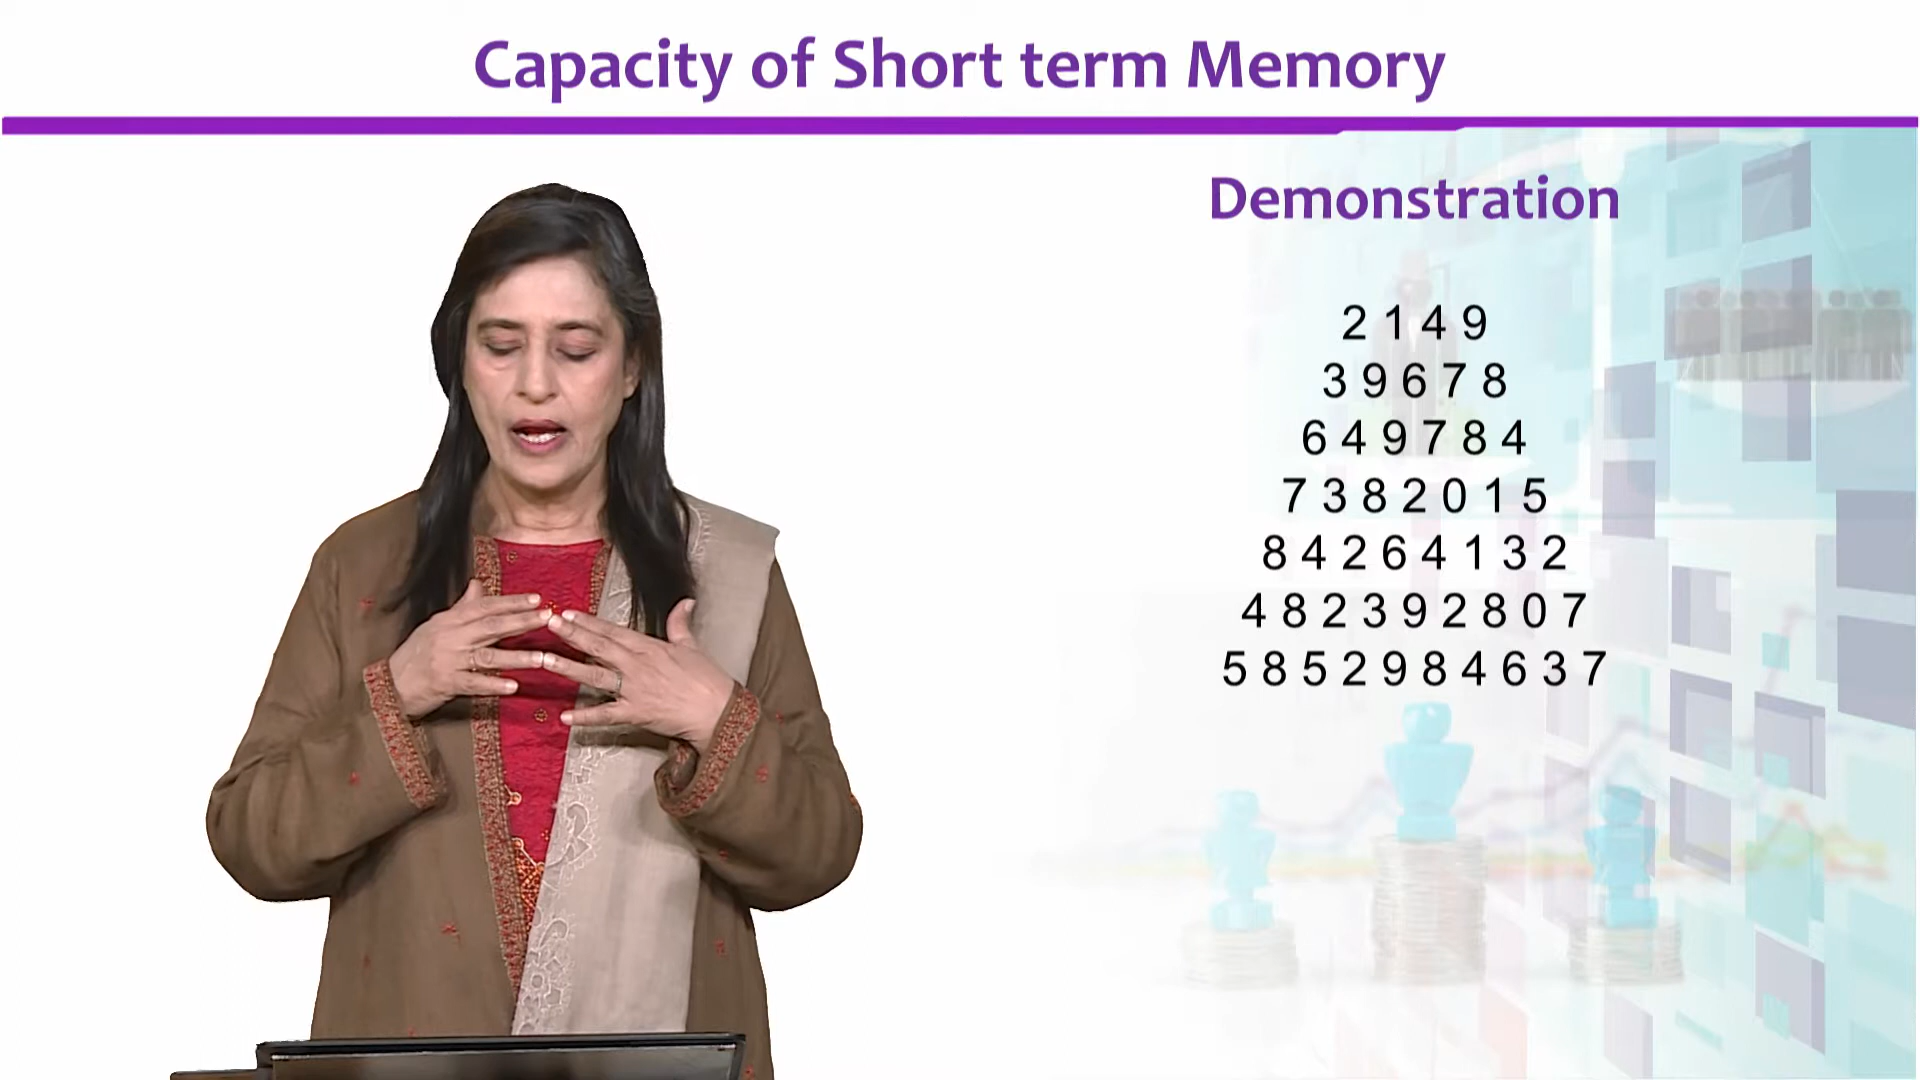 Capacity of Short term Memory
Demonstration
2 1 4 9
3 9 6 7 8
6 4 9 7 8 4
7 3 8 2 0 1 5
8 4 2 6 4 1 3 2
4 8 2 3 9 2 8 0 7
5 8 5 2 9 8 4 6 3 7